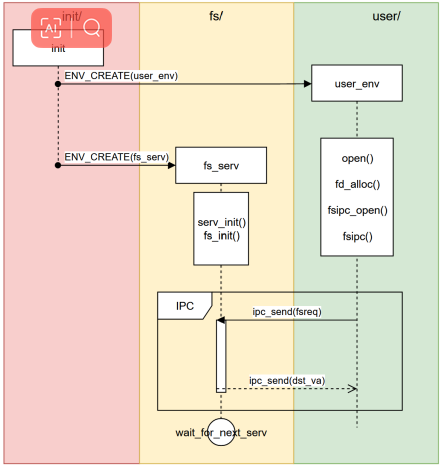 init/
fs/
user/
AI
init
ENV_CREATE(user_env)
user_env
ENV_CREATE(fs_serv)
fs_serv
open()
fd_alloc()
fsipc_open()
fsipc()
serv_init()
fs_init()
IPC
ipc_send(fsreq)
ipc_send(dst_va)
wait_for_next_serv